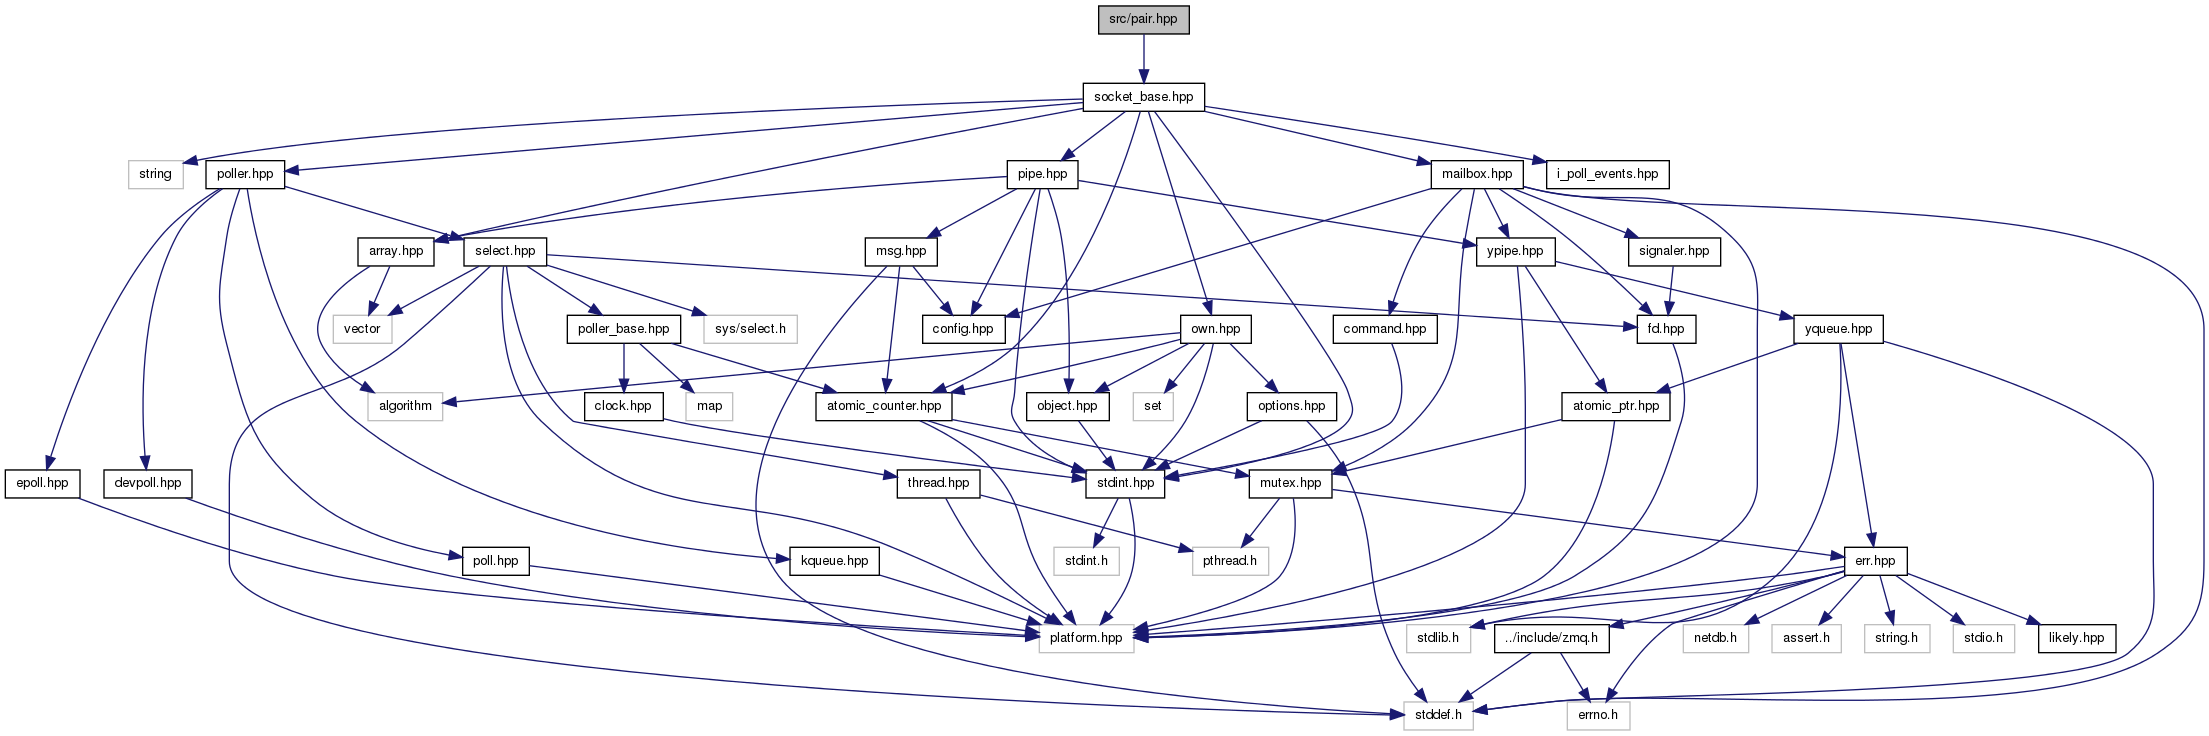 src/pair.hpp
socket_base.hpp
string
poller.hpp
pipe.hpp
mailbox.hpp
i_poll_events.hpp
array.hpp
select.hpp
msg.hpp
ypipe.hpp
signaler.hpp
vector
poller_base.hpp
sys/select.h
config.hpp
own.hpp
command.hpp
fd.hpp
yqueue.hpp
algorithm
clock.hpp
map
atomic_counter.hpp
object.hpp
set
options.hpp
atomic_ptr.hpp
epoll.hpp
devpoll.hpp
thread.hpp
stdint.hpp
mutex.hpp
poll.hpp
kqueue.hpp
stdint.h
pthread.h
err.hpp
platform.hpp
stdlib.h
../include/zmq.h
netdb.h
assert.h
string.h
stdio.h
likely.hpp
stddef.h
errno.h